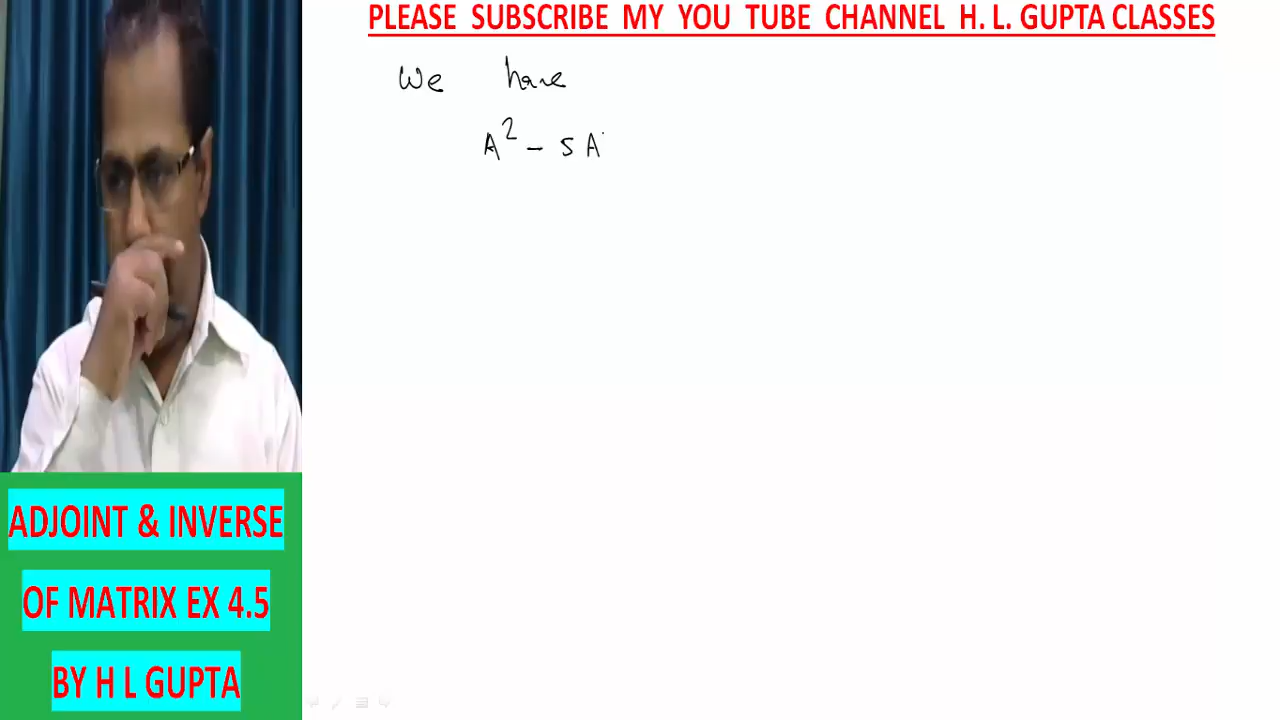 PLEASE SUBSCRIBE MY YOU TUBE CHANNEL H. L. GUPTA CLASSES
We have
A² - 5A
ADJOINT & INVERSE
OF MATRIX EX 4.5
BY H L GUPTA